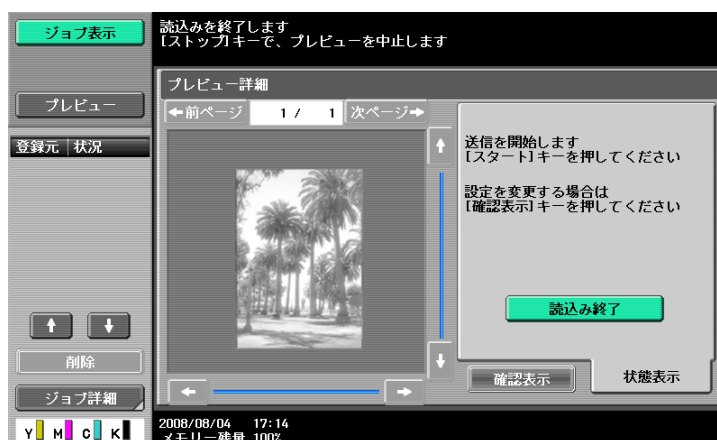 ジョブ表示
読込みを終了します
[ストップ]キーで、プレビューを中止します
プレビュー詳細
プレビュー
←前ページ 1 / 1 次ページ→
登録元 状況
送信を開始します
[スタート]キーを押してください
設定を変更する場合は
[確認表示]キーを押してください
読込み終了
削除
確認表示 状態表示
ジョブ詳細
Y M C K
2008/08/04 17:14
メモリー残量 100%